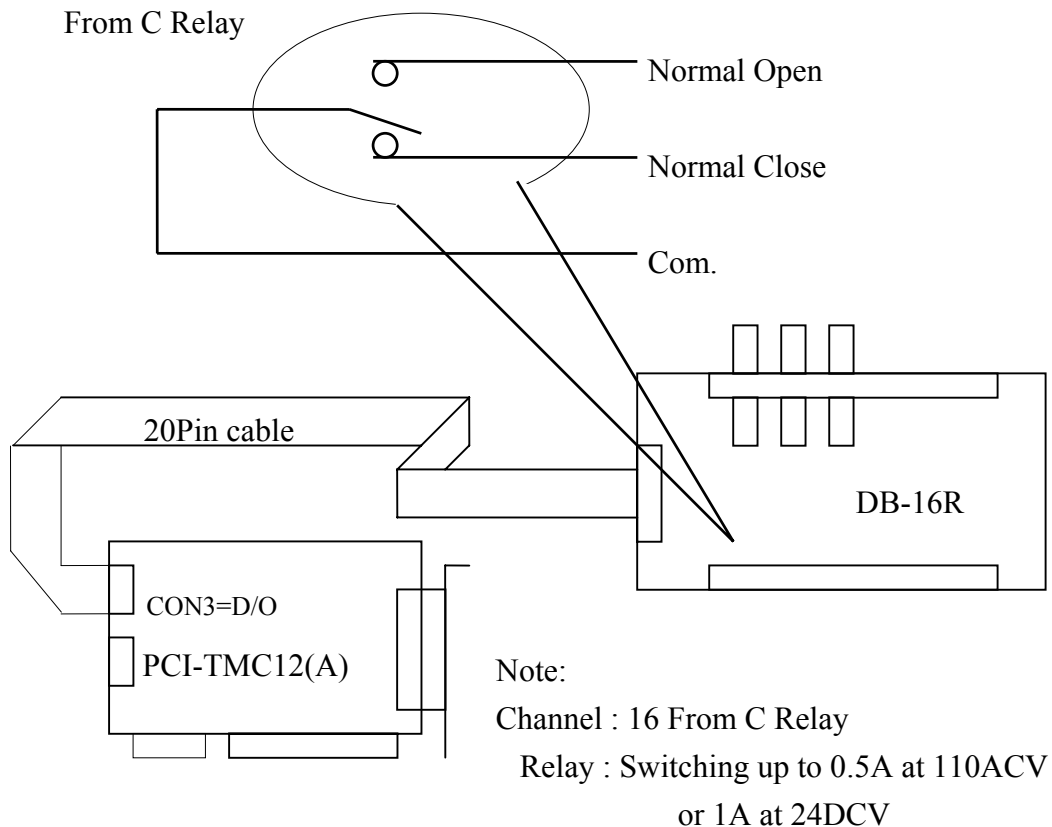 From C Relay
Normal Open
Normal Close
Com.
20Pin cable
DB-16R
CON3=D/O
PCI-TMC12(A)
Note:
Channel : 16 From C Relay
Relay : Switching up to 0.5A at 110ACV
or 1A at 24DCV